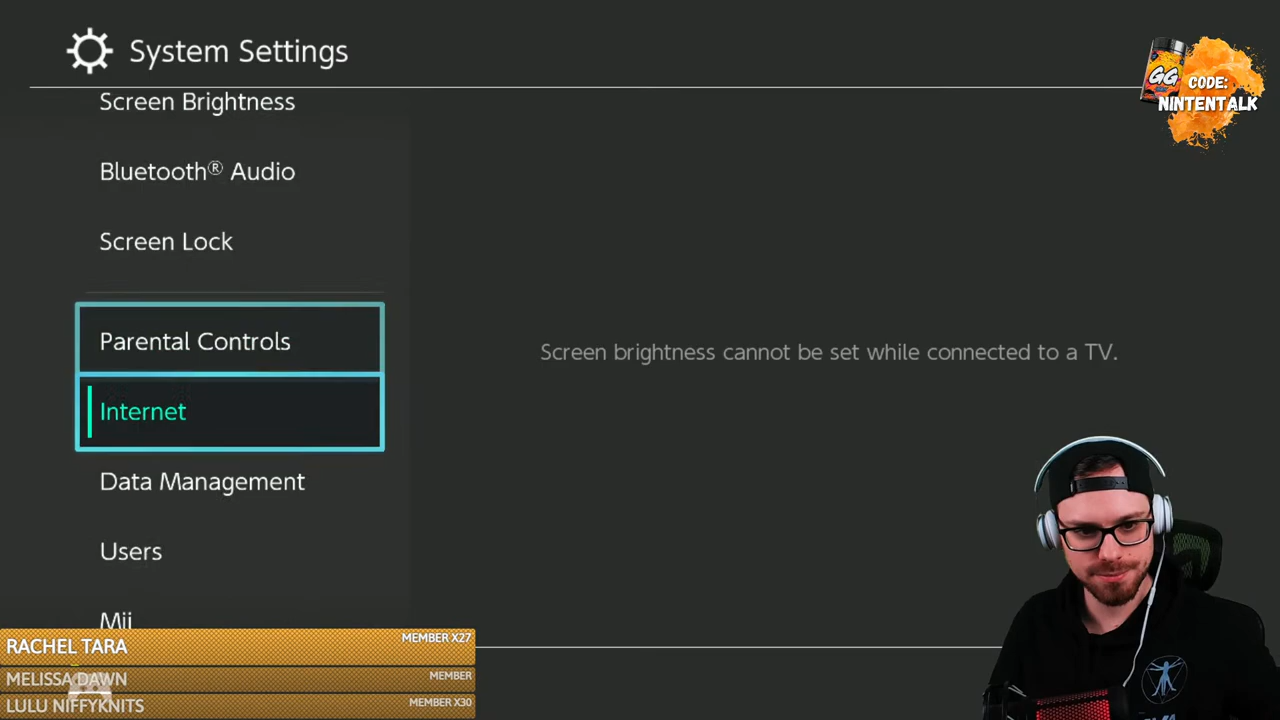 System Settings
Screen Brightness
Bluetooth® Audio
Screen Lock
Parental Controls
Internet
Data Management
Users
Mii
Screen brightness cannot be set while connected to a TV.
GG
CODE:
NINTENTALK
RACHEL TARA MEMBER X27
MELISSA DAWN MEMBER
LULU NIFFYKNITS MEMBER X30